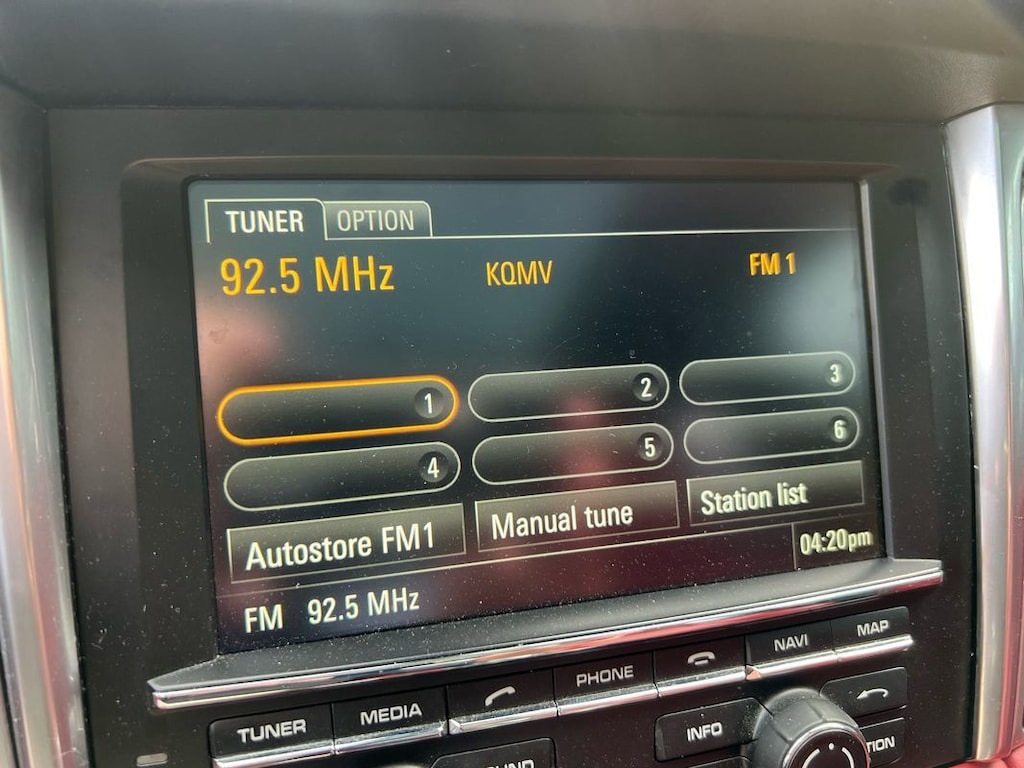 TUNER OPTION
92.5 MHz KQMV FM 1
1 2 3
4 5 6
Autostore FM1 Manual tune Station list
FM 92.5 MHz 04:20pm
TUNER MEDIA PHONE NAVI MAP
INFO